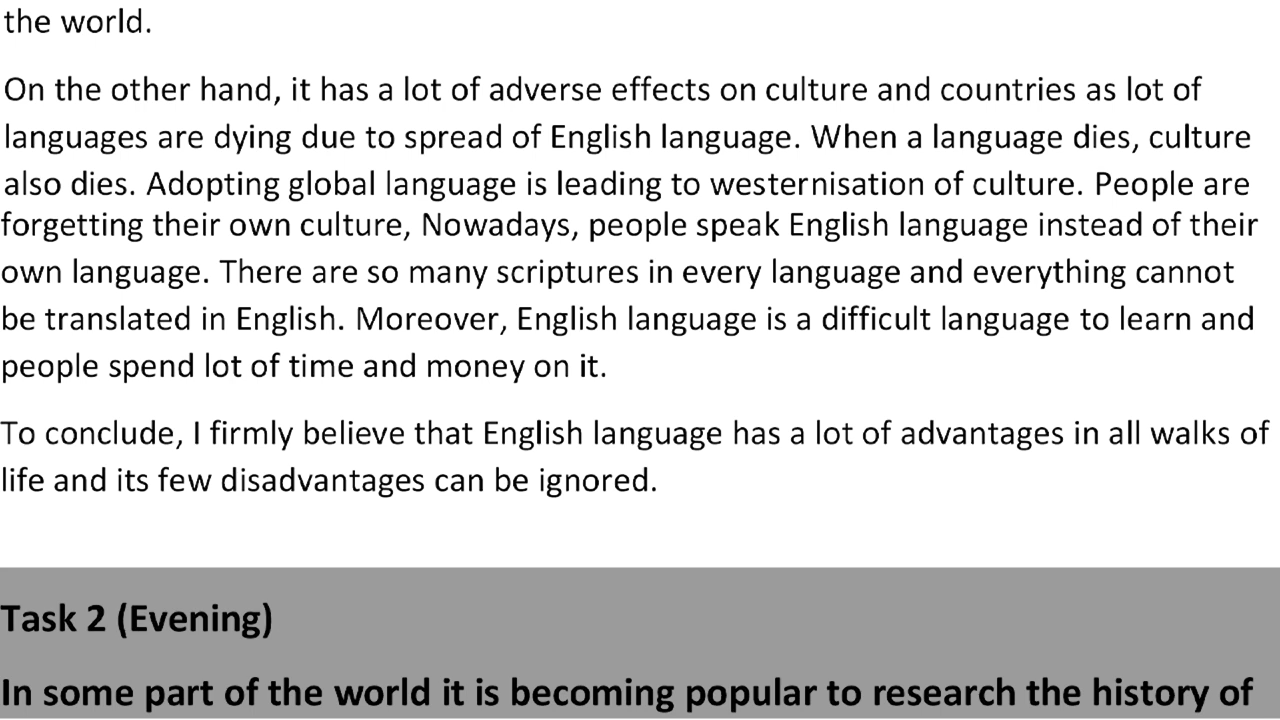 the world.
On the other hand, it has a lot of adverse effects on culture and countries as lot of
languages are dying due to spread of English language. When a language dies, culture
also dies. Adopting global language is leading to westernisation of culture. People are
forgetting their own culture, Nowadays, people speak English language instead of their
own language. There are so many scriptures in every language and everything cannot
be translated in English. Moreover, English language is a difficult language to learn and
people spend lot of time and money on it.
To conclude, I firmly believe that English language has a lot of advantages in all walks of
life and its few disadvantages can be ignored.
Task 2 (Evening)
In some part of the world it is becoming popular to research the history of